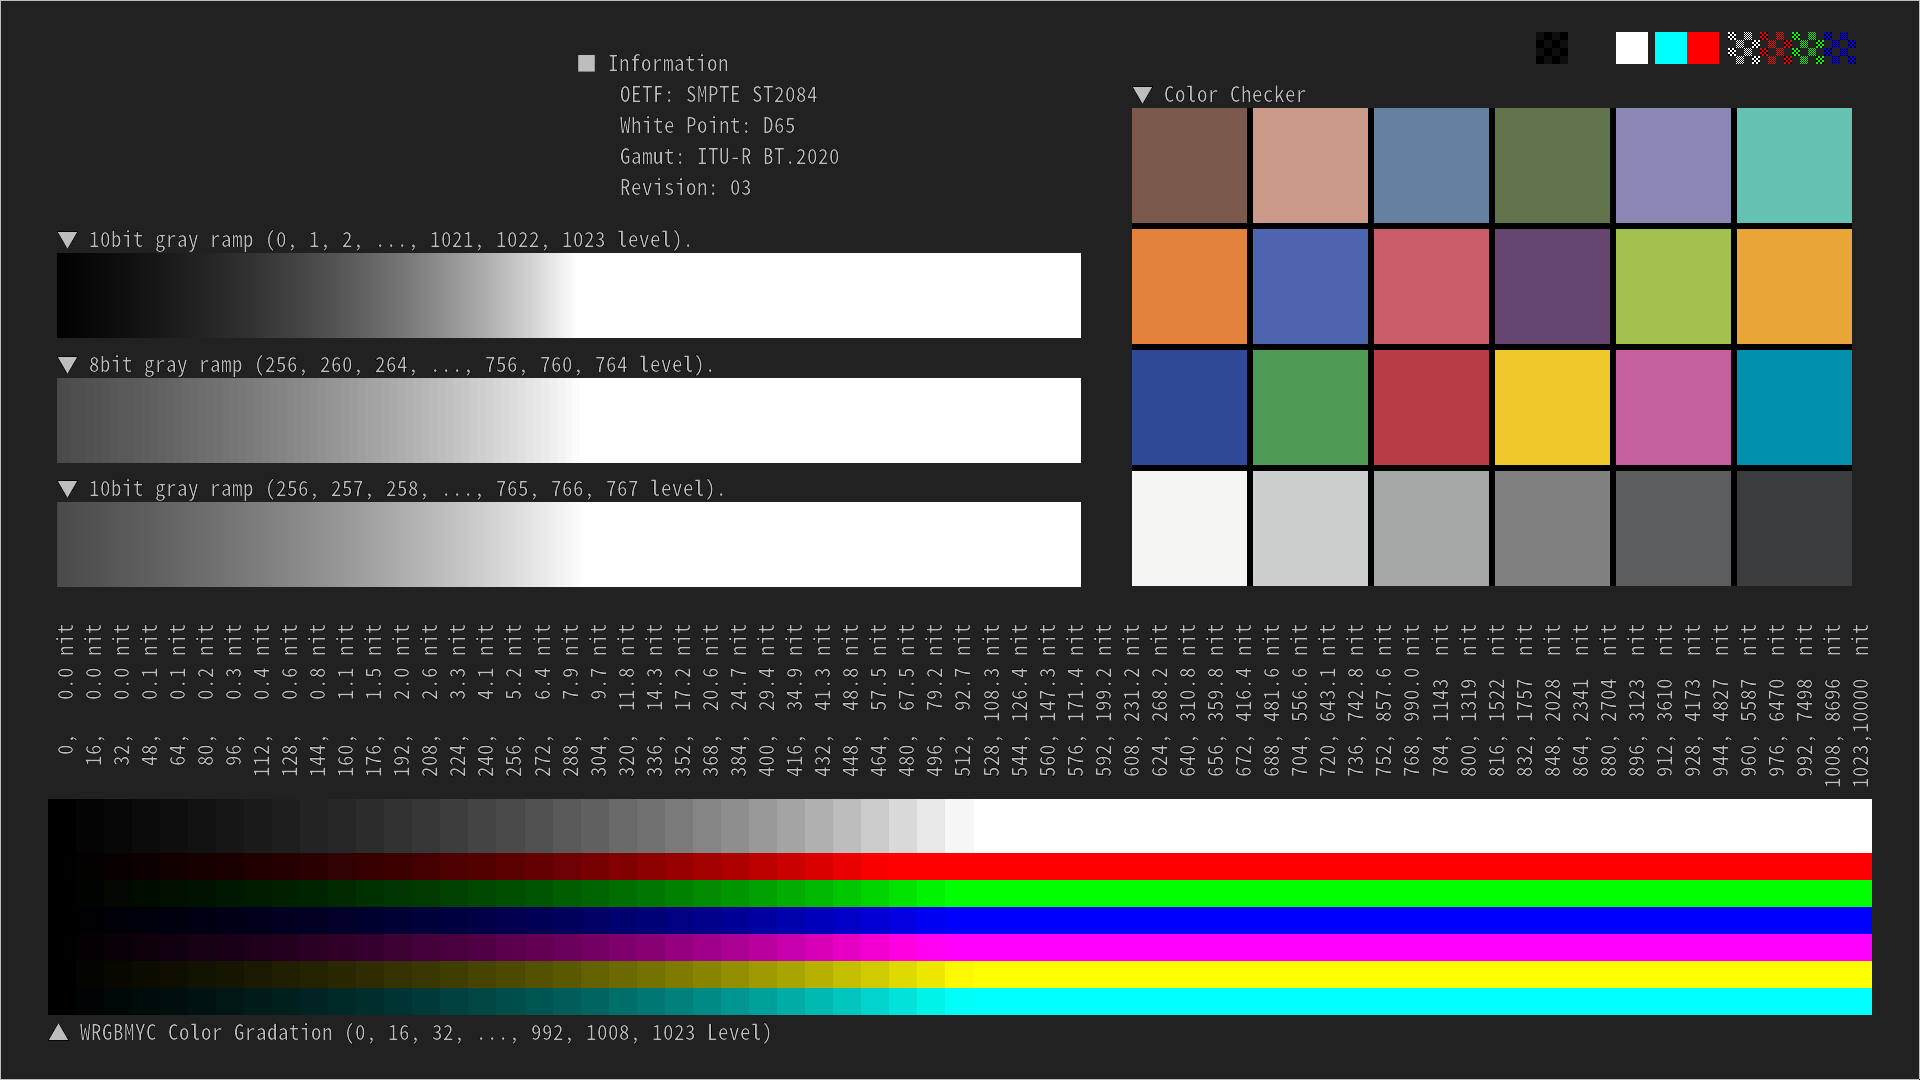 Information
OETF: SMPTE ST2084
White Point: D65
Gamut: ITU-R BT.2020
Revision: 03
Color Checker
10bit gray ramp (0, 1, 2, ..., 1021, 1022, 1023 level).
8bit gray ramp (256, 260, 264, ..., 756, 760, 764 level).
10bit gray ramp (256, 257, 258, ..., 765, 766, 767 level).
0, 0.0 nit
16, 0.0 nit
32, 0.0 nit
48, 0.1 nit
64, 0.1 nit
80, 0.2 nit
96, 0.3 nit
112, 0.4 nit
128, 0.6 nit
144, 0.8 nit
160, 1.1 nit
176, 1.5 nit
192, 2.0 nit
208, 2.6 nit
224, 3.3 nit
240, 4.1 nit
256, 5.2 nit
272, 6.4 nit
288, 7.9 nit
304, 9.7 nit
320, 11.8 nit
336, 14.3 nit
352, 17.2 nit
368, 20.6 nit
384, 24.7 nit
400, 29.4 nit
416, 34.9 nit
432, 41.3 nit
448, 48.8 nit
464, 57.5 nit
480, 67.5 nit
496, 79.2 nit
512, 92.7 nit
528, 108.3 nit
544, 126.4 nit
560, 147.3 nit
576, 171.4 nit
592, 199.2 nit
608, 231.2 nit
624, 268.2 nit
640, 310.8 nit
656, 359.8 nit
672, 416.4 nit
688, 481.6 nit
704, 556.6 nit
720, 643.1 nit
736, 742.8 nit
752, 857.6 nit
768, 990.0 nit
784, 1143 nit
800, 1319 nit
816, 1522 nit
832, 1757 nit
848, 2028 nit
864, 2341 nit
880, 2704 nit
896, 3123 nit
912, 3610 nit
928, 4173 nit
944, 4827 nit
960, 5587 nit
976, 6470 nit
992, 7498 nit
1008, 8696 nit
1023,10000 nit
WRGBMYC Color Gradation (0, 16, 32, ..., 992, 1008, 1023 Level)